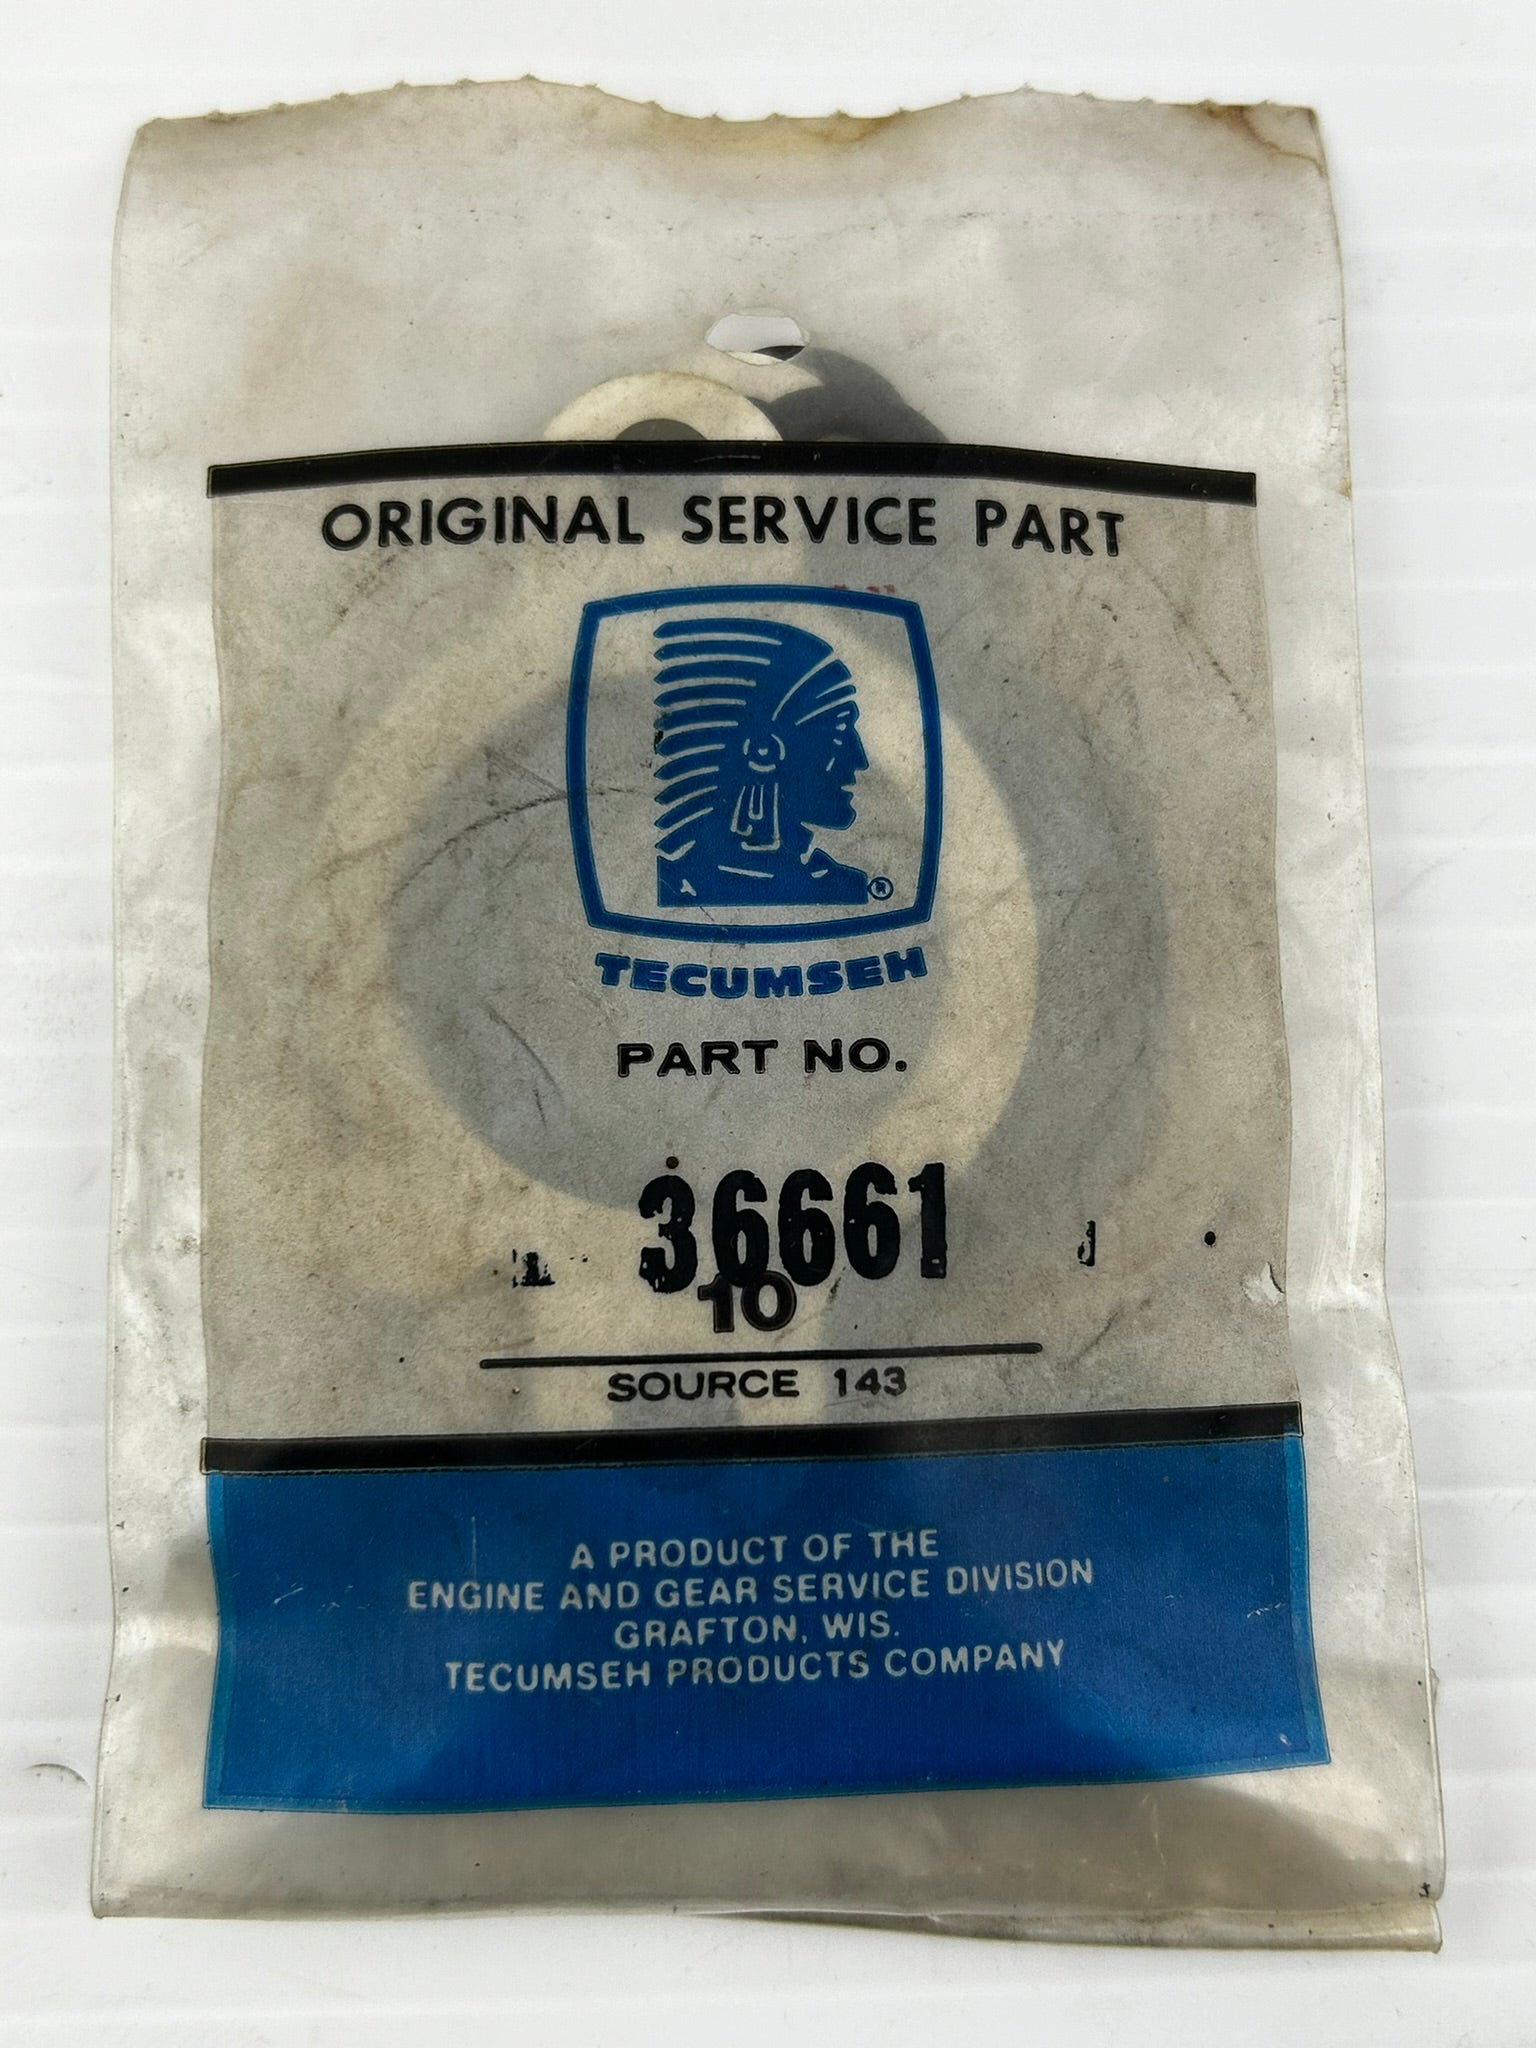 ORIGINAL SERVICE PART
®
TECUMSEH
PART NO.
36661
10
SOURCE 143
A PRODUCT OF THE
ENGINE AND GEAR SERVICE DIVISION
GRAFTON, WIS.
TECUMSEH PRODUCTS COMPANY